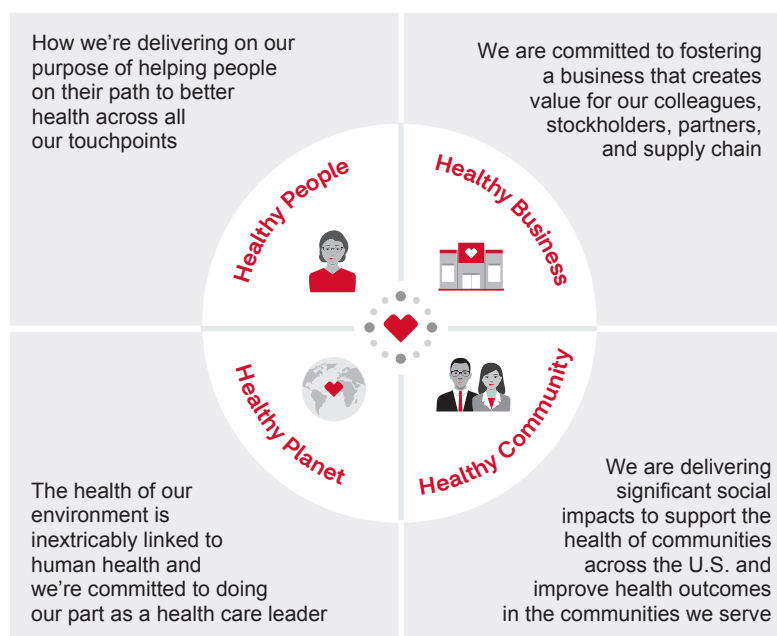 How we’re delivering on our
purpose of helping people
on their path to better
health across all
our touchpoints
We are committed to fostering
a business that creates
value for our colleagues,
stockholders, partners,
and supply chain
Healthy People
Healthy Business
Healthy Planet
Healthy Community
The health of our
environment is
inextricably linked to
human health and
we’re committed to doing
our part as a health care leader
We are delivering
significant social
impacts to support the
health of communities
across the U.S. and
improve health outcomes
in the communities we serve